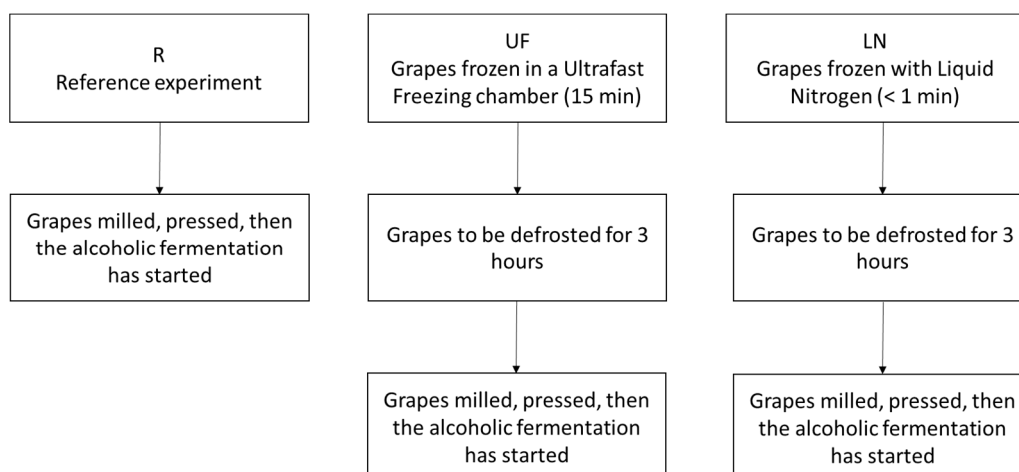 R
Reference experiment
Grapes milled, pressed, then
the alcoholic fermentation
has started
UF
Grapes frozen in a Ultrafast
Freezing chamber (15 min)
Grapes to be defrosted for 3
hours
Grapes milled, pressed, then
the alcoholic fermentation
has started
LN
Grapes frozen with Liquid
Nitrogen (< 1 min)
Grapes to be defrosted for 3
hours
Grapes milled, pressed, then
the alcoholic fermentation
has started